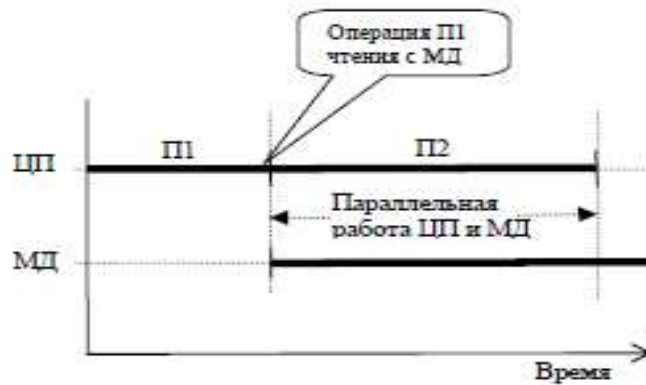 Операция П1
чтения с МД
П1
П2
ЦП
Параллельная
работа ЦП и МД
МД
Время